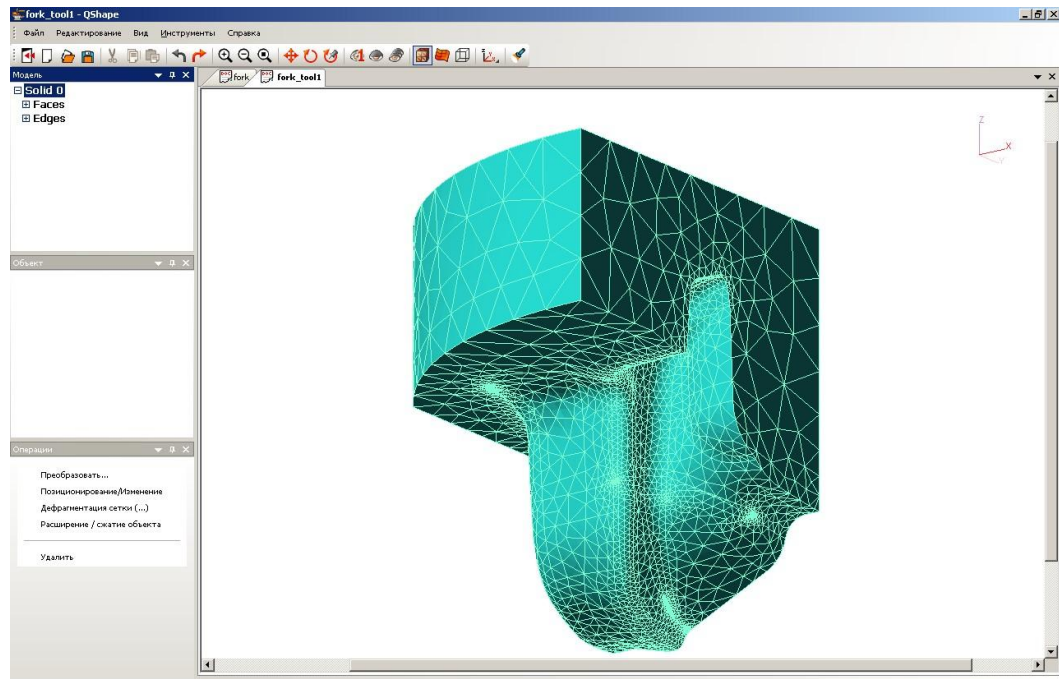 fork_tool1 - QShape
Файл Редактирование Вид Инструменты Справка
Модель
Solid 0
Faces
Edges
fork fork_tool1
Z
X
Y
Объект
Операции
Преобразовать...
Позиционирование/Изменение
Дефрагментация сетки (...)
Расширение / сжатие объекта
Удалить